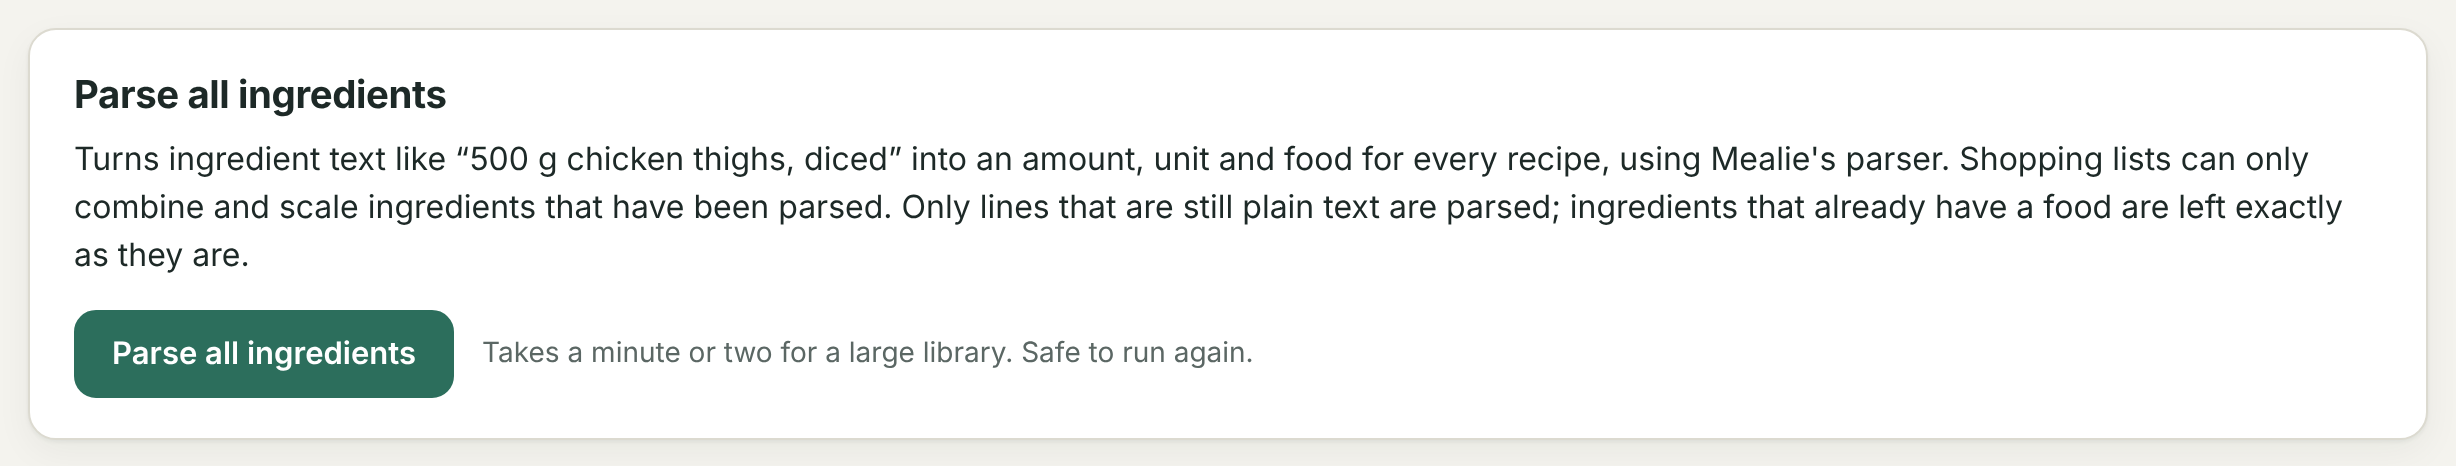 Parse all ingredients
Turns ingredient text like “500 g chicken thighs, diced” into an amount, unit and food for every recipe, using Mealie's parser. Shopping lists can only
combine and scale ingredients that have been parsed. Only lines that are still plain text are parsed; ingredients that already have a food are left exactly
as they are.
Parse all ingredients
Takes a minute or two for a large library. Safe to run again.